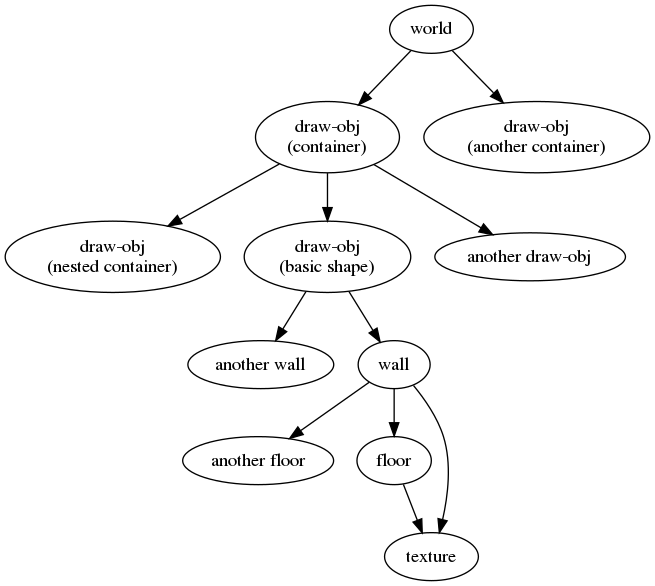 world
draw-obj
(container)
draw-obj
(another container)
draw-obj
(nested container)
draw-obj
(basic shape)
another draw-obj
another wall
wall
another floor
floor
texture